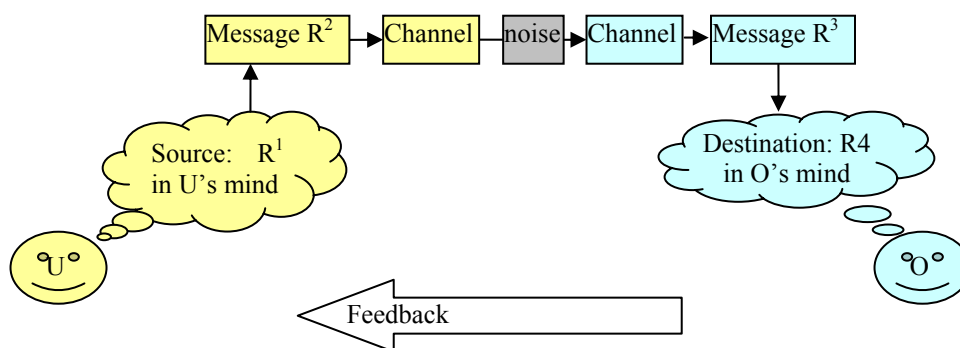 Message R²
Channel
noise
Channel
Message R³
Source: R¹
in U’s mind
Destination: R4
in O’s mind
U
O
Feedback